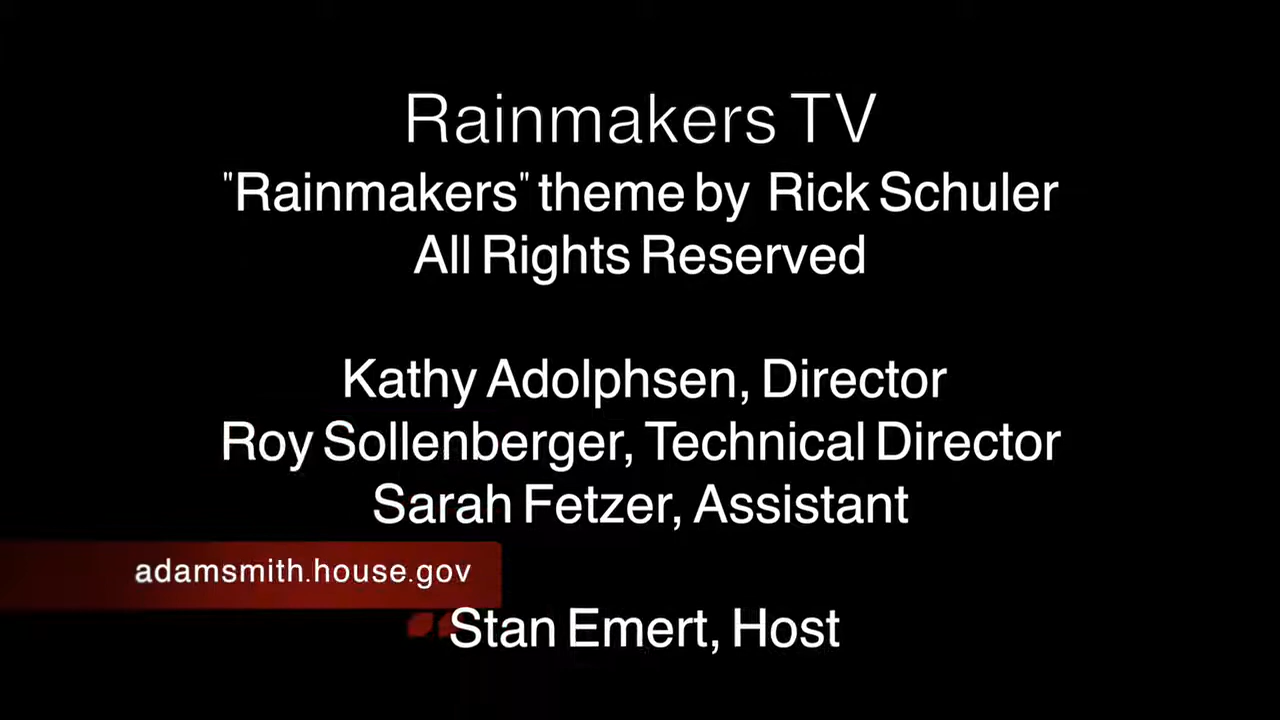 Rainmakers TV
"Rainmakers" theme by Rick Schuler
All Rights Reserved
Kathy Adolphsen, Director
Roy Sollenberger, Technical Director
Sarah Fetzer, Assistant
adamsmith.house.gov
Stan Emert, Host